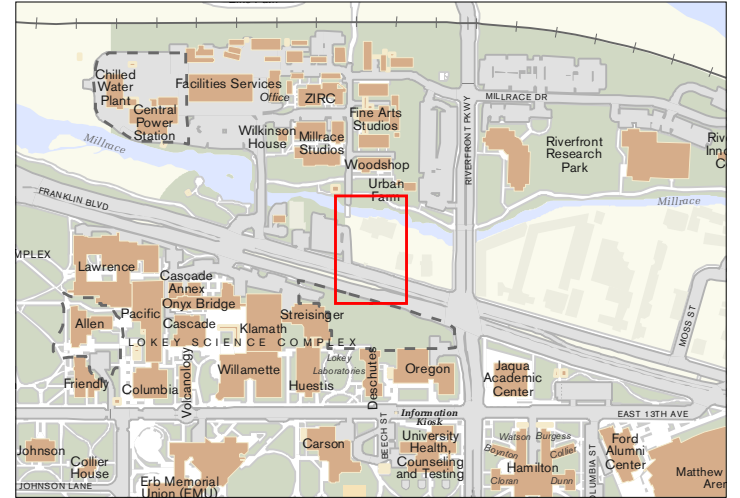 Chilled
Water
Plant
Central
Power
Station
Facilities Services
Office
ZIRC
Fine Arts
Studios
Wilkinson
House
Millrace
Studios
Woodshop
Urban
Farm
RIVERFRONT PKWY
MILLRACE DR
Riverfront
Research
Park
Millrace
Millrace
FRANKLIN BLVD
MPLEX
Lawrence
Cascade
Annex
Onyx Bridge
Pacific
Cascade
Allen
Klamath
Streisinger
LOKEY SCIENCE COMPLEX
Friendly
Columbia
Volcanology
Willamette
Huestis
Lokey
Laboratories
Deschutes
Oregon
Jaqua
Academic
Center
MOSS ST
EAST 13TH AVE
Information
Kiosk
BEECH ST
University
Health,
Counseling
and Testing
Carson
Johnson
Collier
House
JOHNSON LANE
Erb Memorial
Union (EMU)
Watson
Burgess
Boynton
Collier
Hamilton
Cloran
Dunn
OLUMBIA ST
Ford
Alumni
Center
Matthew